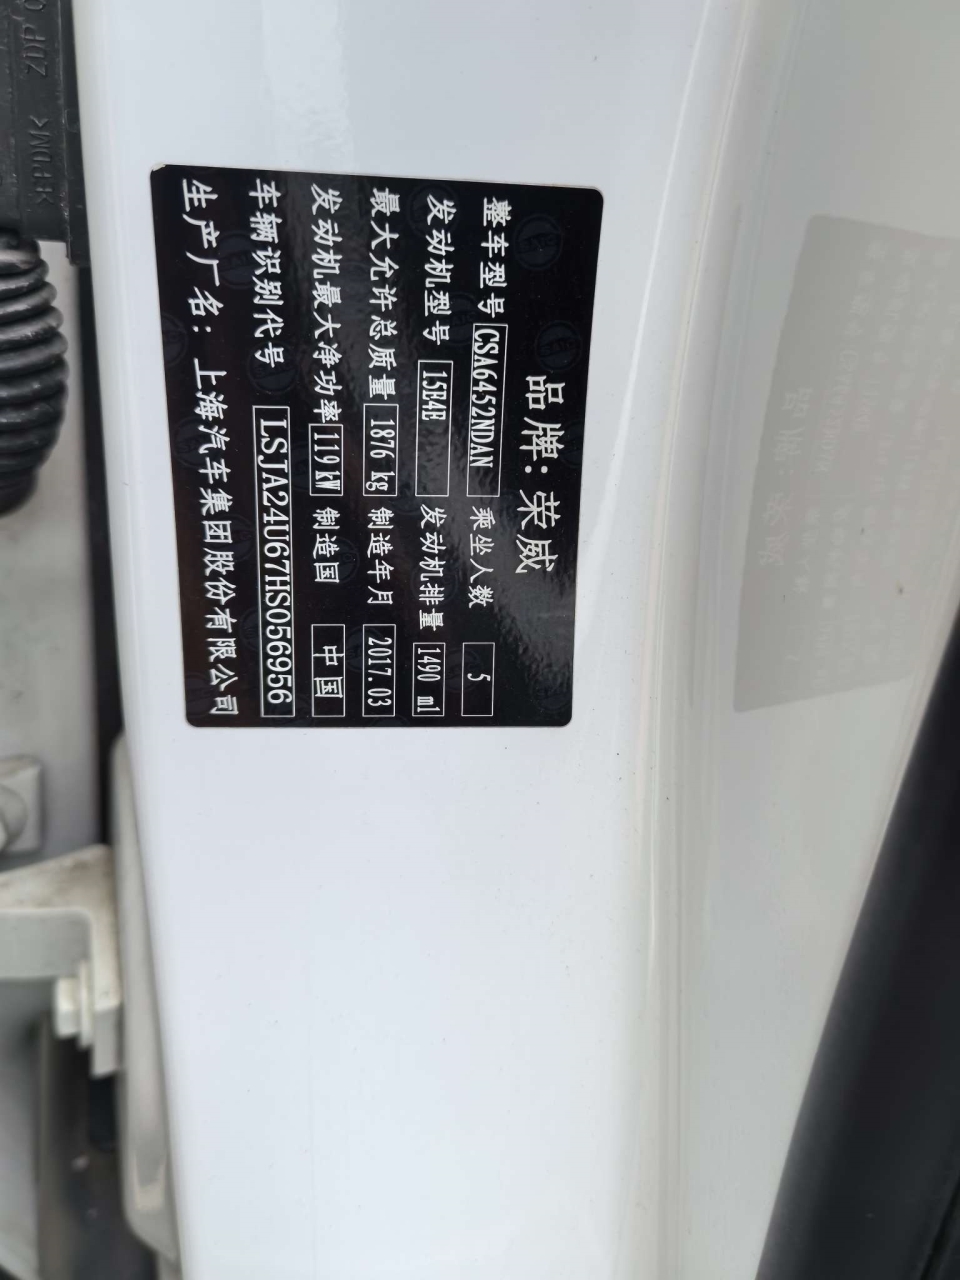 品牌: 荣威
整车型号 CSA6452NDAN 乘坐人数 5
发动机型号 15E4E 发动机排量 1490 ml
最大允许总质量 1876 kg 制造年月 2017.03
发动机最大净功率 119 kW 制造国 中国
车辆识别代号 LSJA24U67HS056956
生产厂名: 上海汽车集团股份有限公司